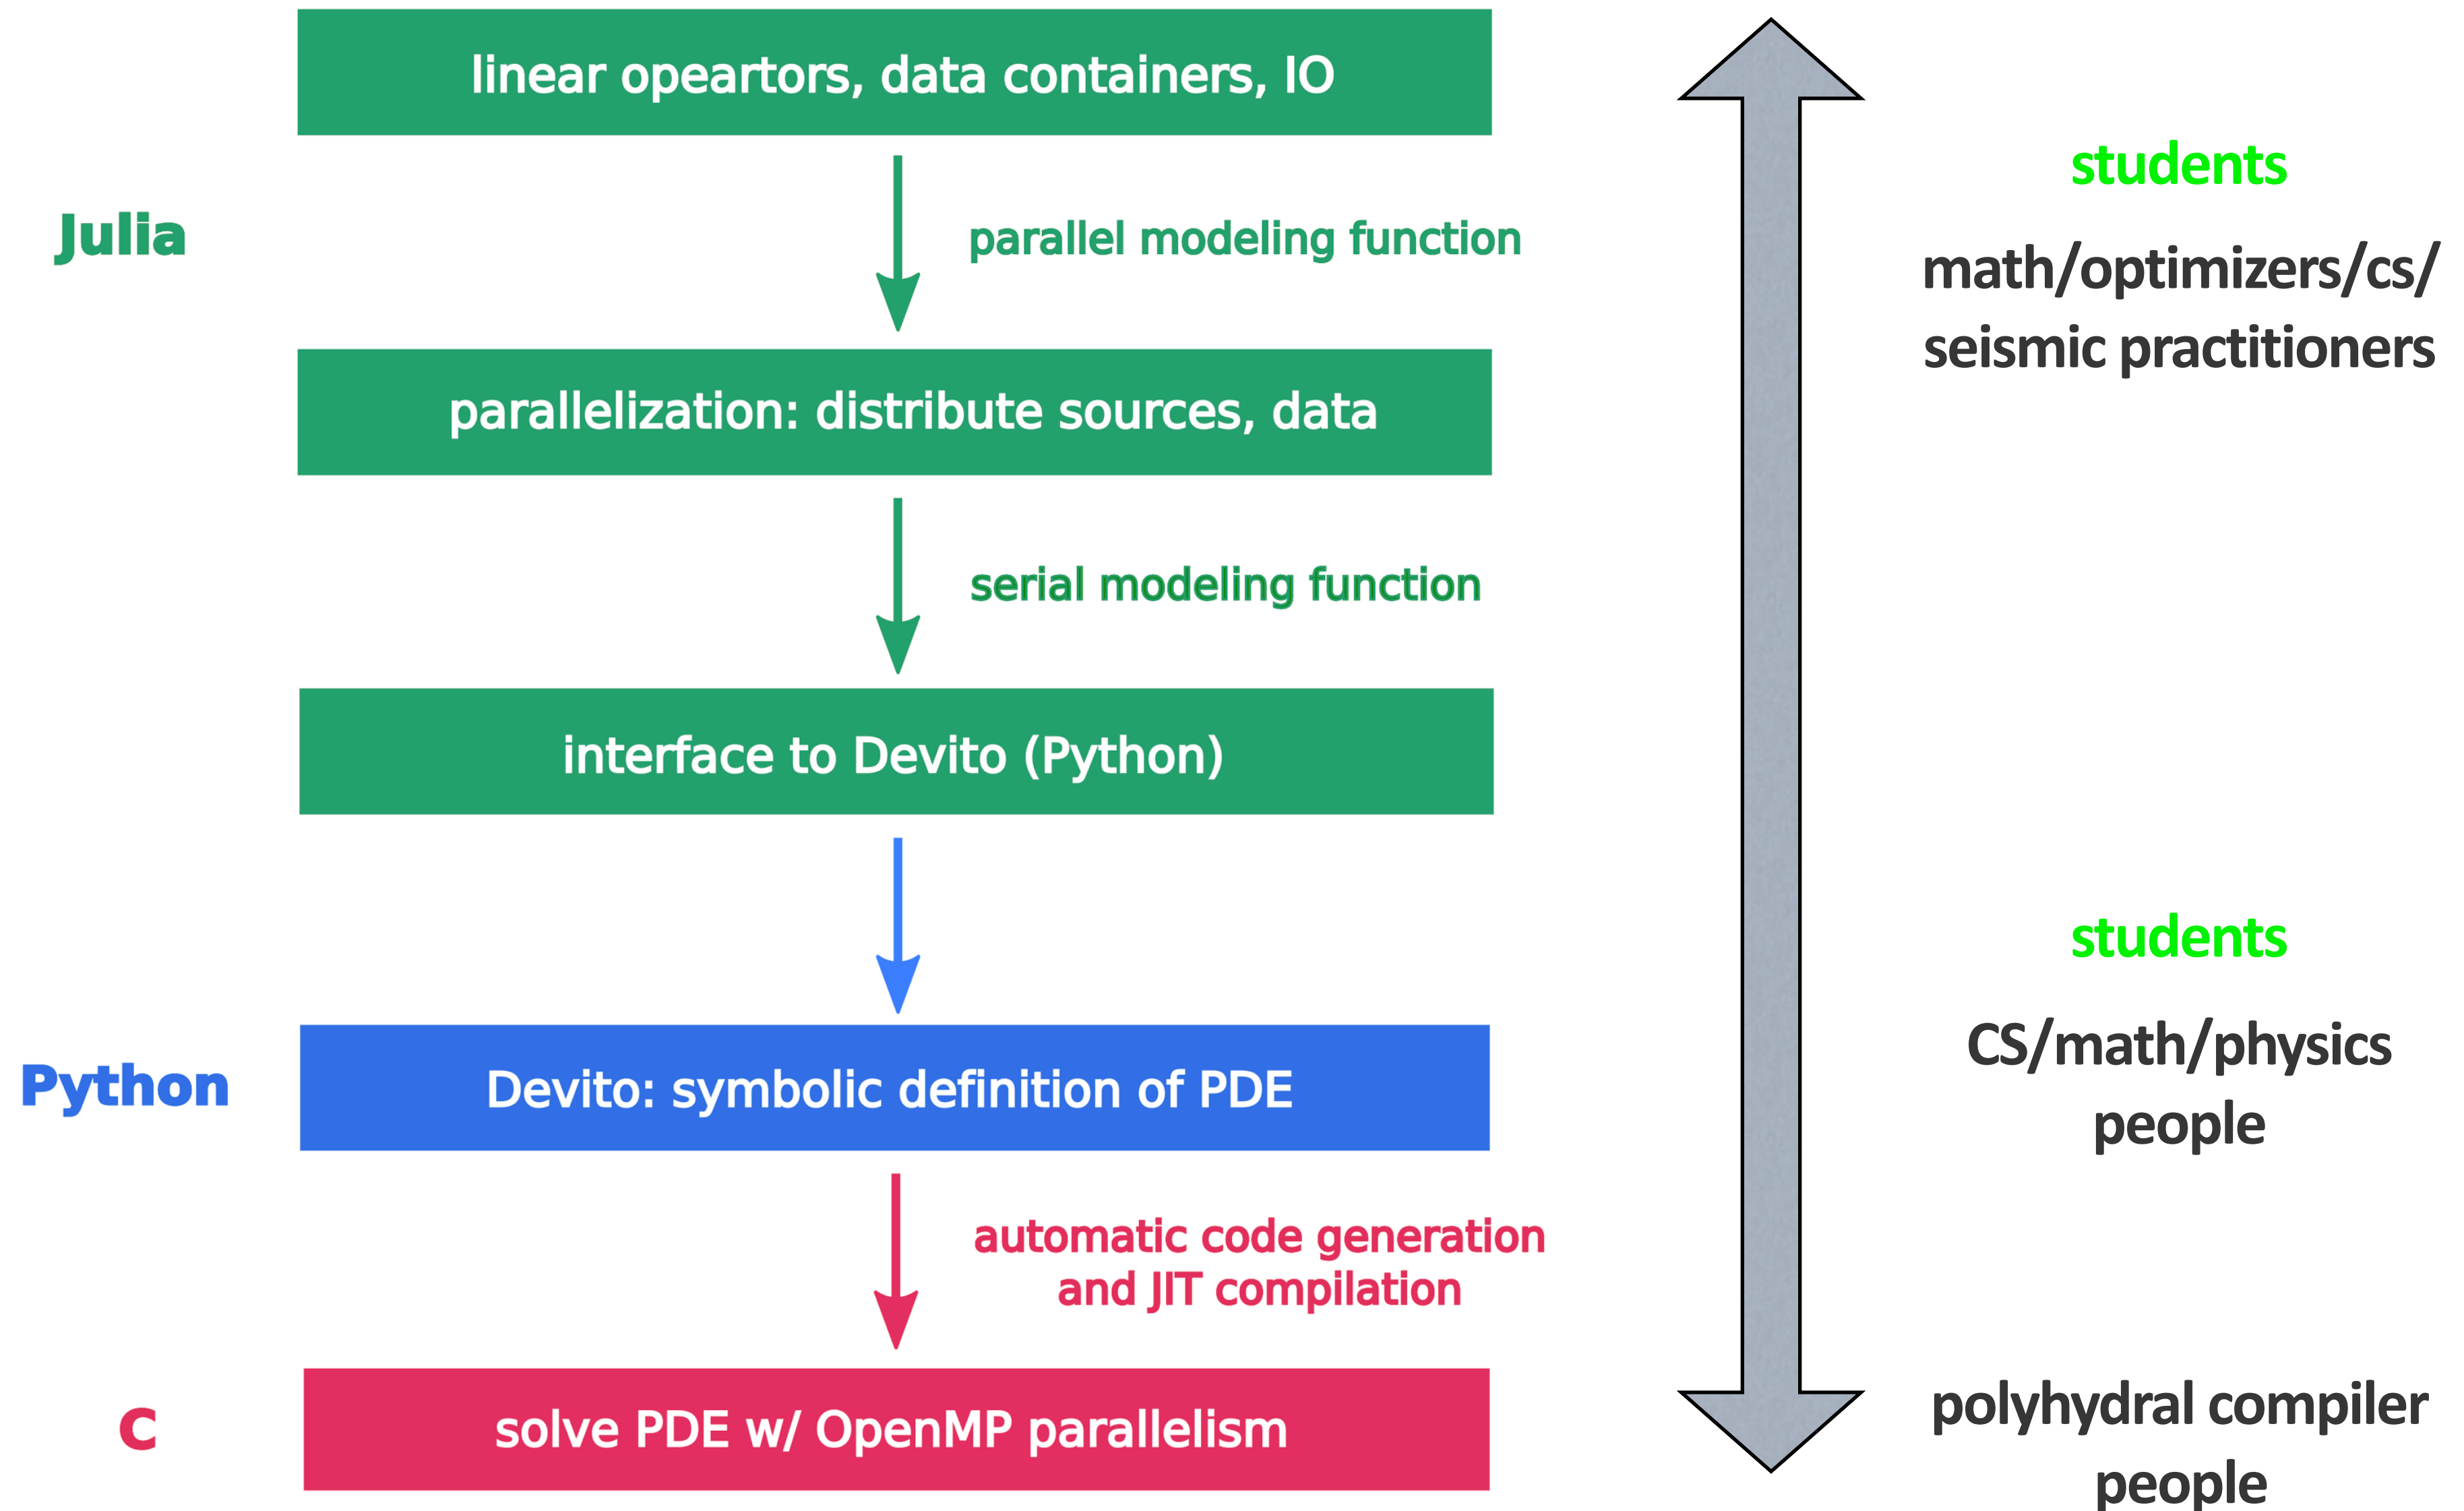 linear opeartors, data containers, IO
Julia
parallel modeling function
parallelization: distribute sources, data
serial modeling function
interface to Devito (Python)
Python
Devito: symbolic definition of PDE
automatic code generation
and JIT compilation
C
solve PDE w/ OpenMP parallelism
students
math/optimizers/cs/
seismic practitioners
students
CS/math/physics
people
polyhydral compiler
people